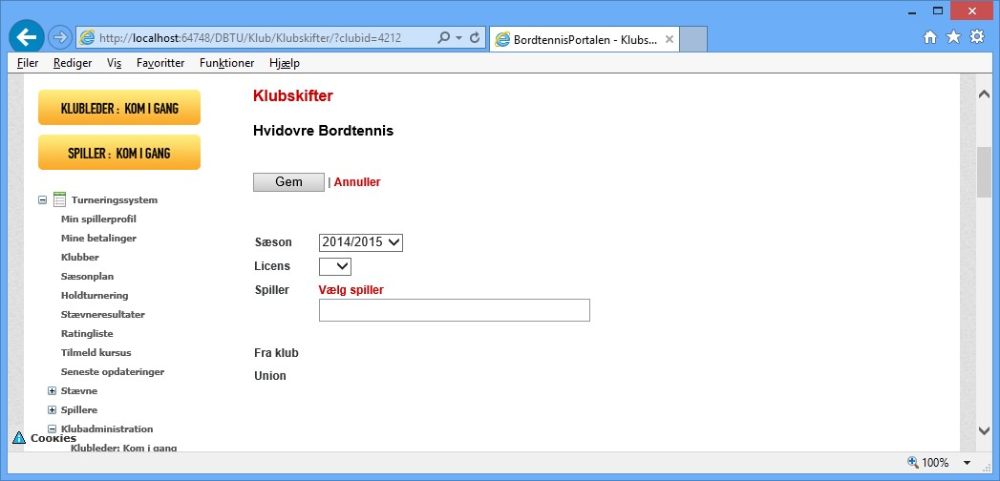 http://localhost:64748/DBTU/Klub/Klubskifter/?clubid=4212
BordtennisPortalen - Klubs...
Filer Rediger Vis Favoritter Funktioner Hjælp
KLUBLEDER : KOM I GANG
SPILLER : KOM I GANG
Turneringssystem
Min spillerprofil
Mine betalinger
Klubber
Sæsonplan
Holdturnering
Stævneresultater
Ratingliste
Tilmeld kursus
Seneste opdateringer
Stævne
Spillere
Klubadministration
Klubleder: Kom i gang
Cookies
Klubskifter
Hvidovre Bordtennis
Gem | Annuller
Sæson 2014/2015
Licens
Spiller Vælg spiller
Fra klub
Union
100%